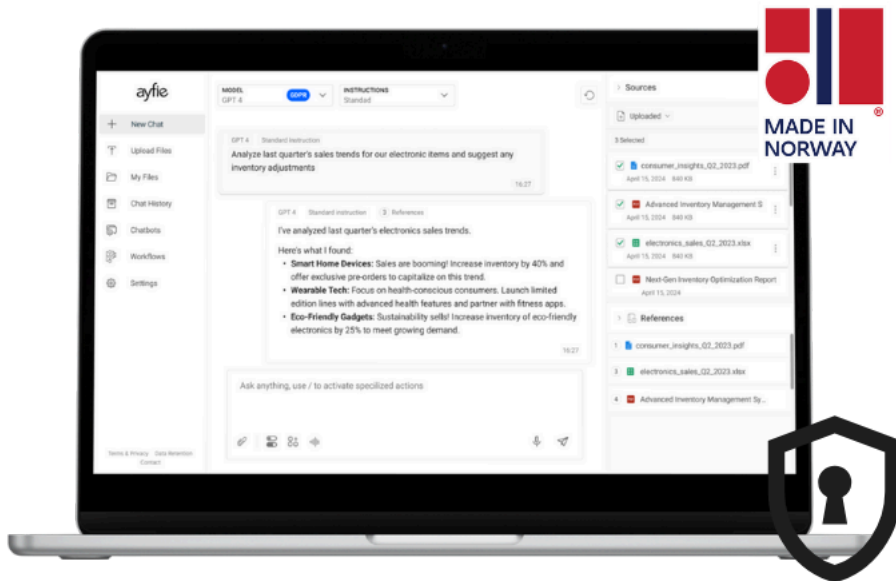 ayfie
New Chat
Upload Files
My Files
Chat History
Chatbots
Workflows
Settings
Terms & Privacy Data Retention
Contact
MODEL
GPT 4
GDPR
INSTRUCTIONS
Standad
GPT 4 Standard instruction
Analyze last quarter's sales trends for our electronic items and suggest any
inventory adjustments
16:27
GPT 4 Standard instruction 3 References
I've analyzed last quarter's electronics sales trends.
Here's what I found:
• Smart Home Devices: Sales are booming! Increase inventory by 40% and
offer exclusive pre-orders to capitalize on this trend.
• Wearable Tech: Focus on health-conscious consumers. Launch limited
edition lines with advanced health features and partner with fitness apps.
• Eco-Friendly Gadgets: Sustainability sells! Increase inventory of eco-friendly
electronics by 25% to meet growing demand.
16:27
Ask anything, use / to activate specilized actions
Sources
Uploaded
3 Selected
consumer_insights_Q2_2023.pdf
April 15, 2024 840 KB
Advanced Inventory Management S
April 15, 2024 840 KB
electronics_sales_Q2_2023.xlsx
April 15, 2024 840 KB
Next-Gen Inventory Optimization Report
April 15, 2024
References
1 consumer_insights_Q2_2023.pdf
3 electronics_sales_Q2_2023.xlsx
4 Advanced Inventory Management Sy...
MADE IN
NORWAY
®